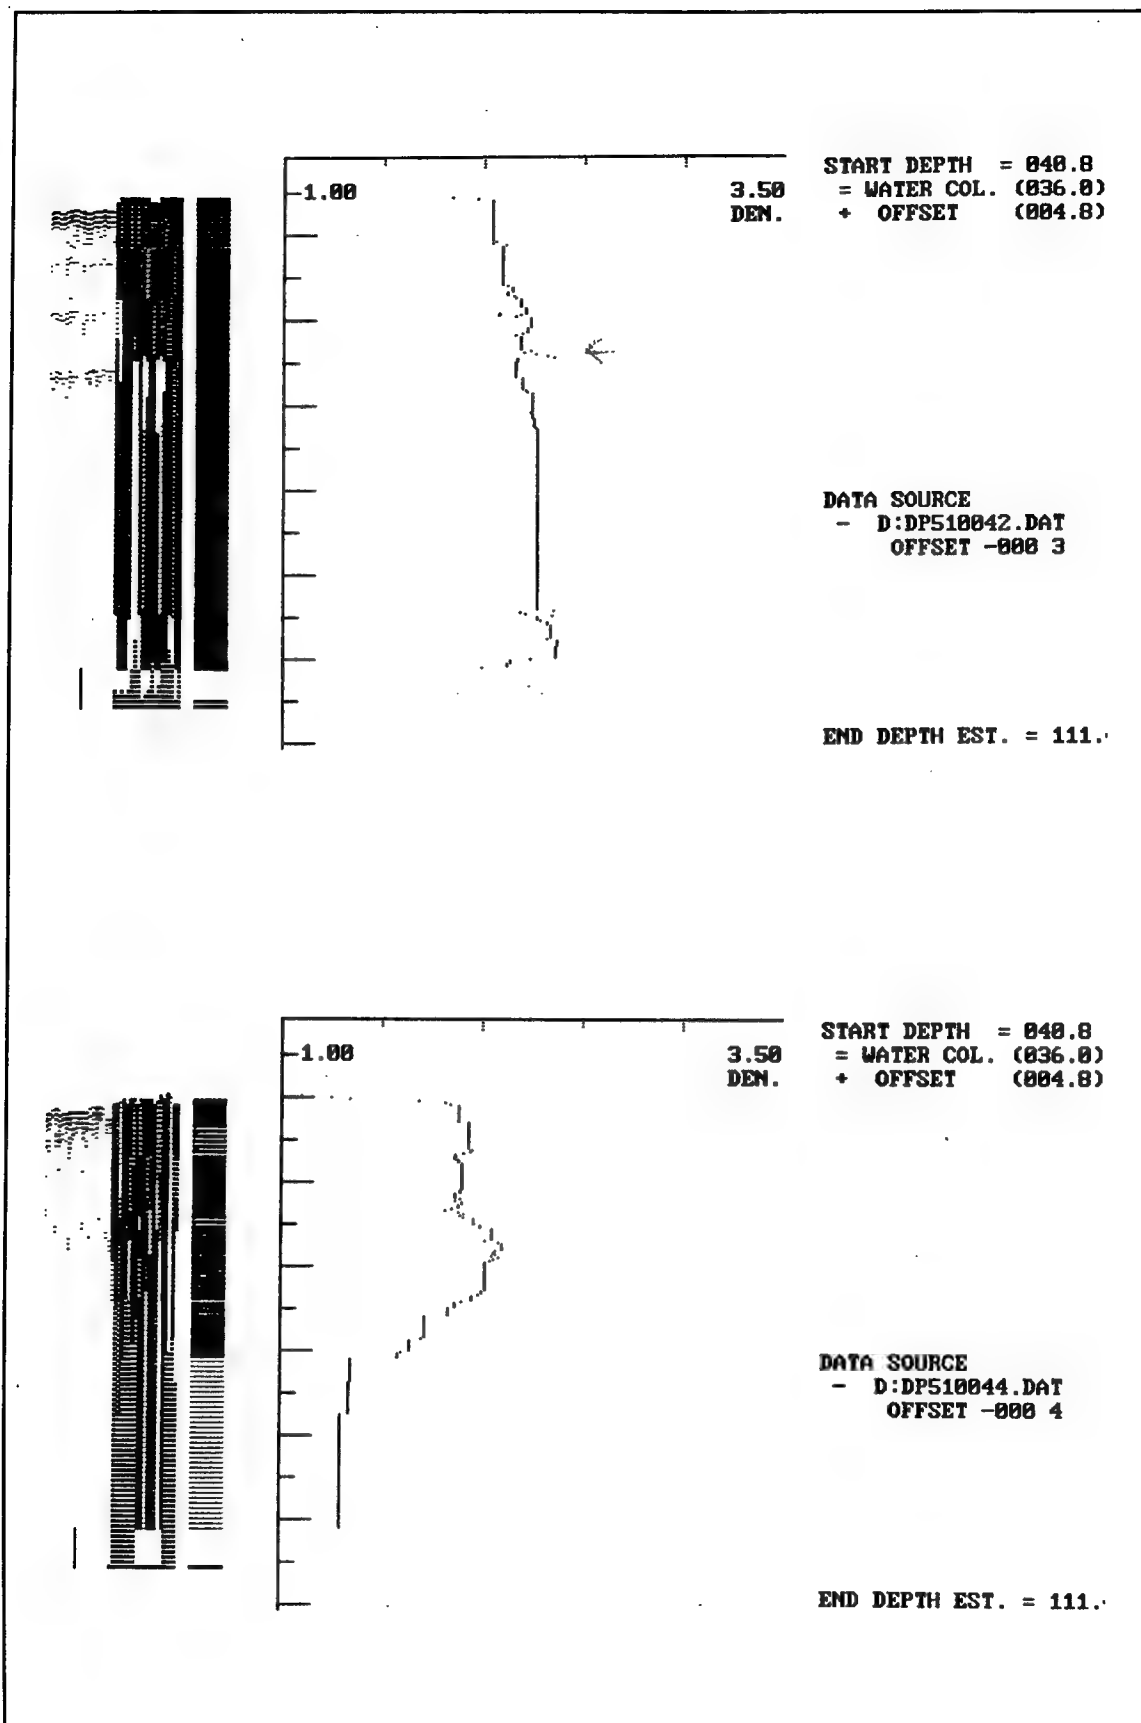 START DEPTH = 040.8
1.00 3.50 = WATER COL. (036.0)
DEN. + OFFSET (004.8)
DATA SOURCE
- D:DP510042.DAT
OFFSET -000 3
END DEPTH EST. = 111.
START DEPTH = 040.8
1.00 3.50 = WATER COL. (036.0)
DEN. + OFFSET (004.8)
DATA SOURCE
- D:DP510044.DAT
OFFSET -000 4
END DEPTH EST. = 111.